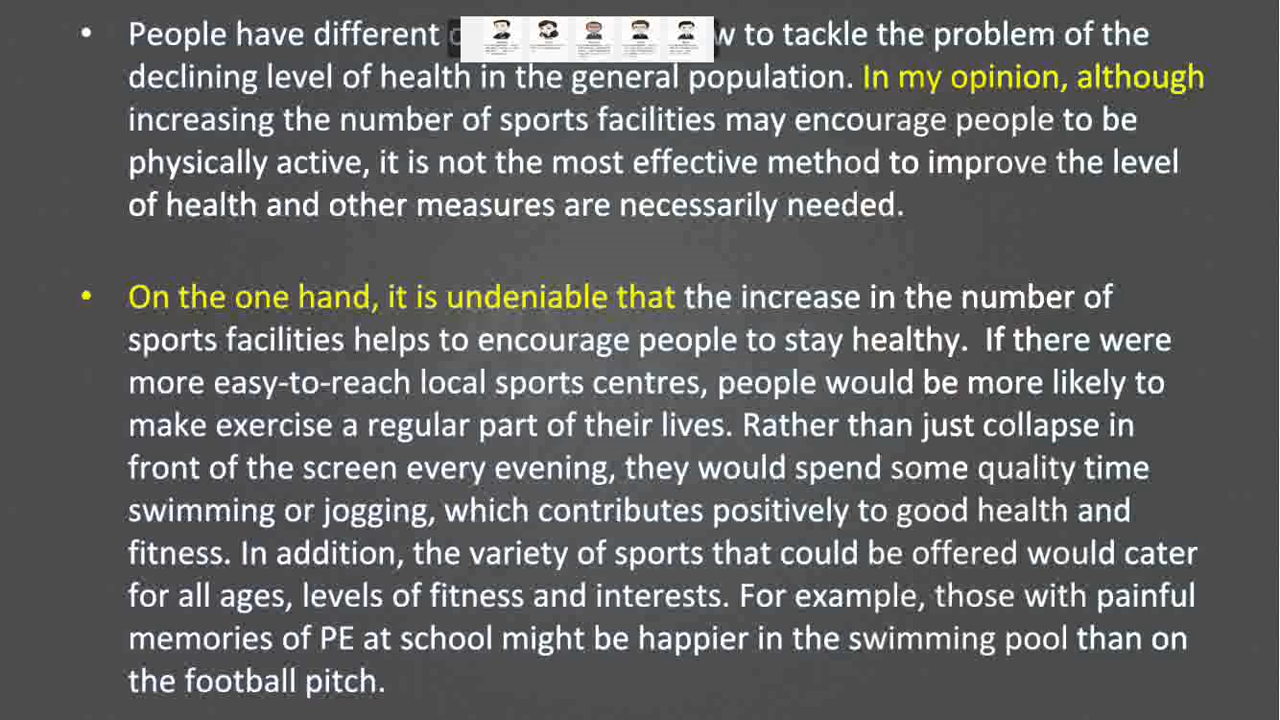 • People have different w to tackle the problem of the
declining level of health in the general population. In my opinion, although
increasing the number of sports facilities may encourage people to be
physically active, it is not the most effective method to improve the level
of health and other measures are necessarily needed.
• On the one hand, it is undeniable that the increase in the number of
sports facilities helps to encourage people to stay healthy. If there were
more easy-to-reach local sports centres, people would be more likely to
make exercise a regular part of their lives. Rather than just collapse in
front of the screen every evening, they would spend some quality time
swimming or jogging, which contributes positively to good health and
fitness. In addition, the variety of sports that could be offered would cater
for all ages, levels of fitness and interests. For example, those with painful
memories of PE at school might be happier in the swimming pool than on
the football pitch.